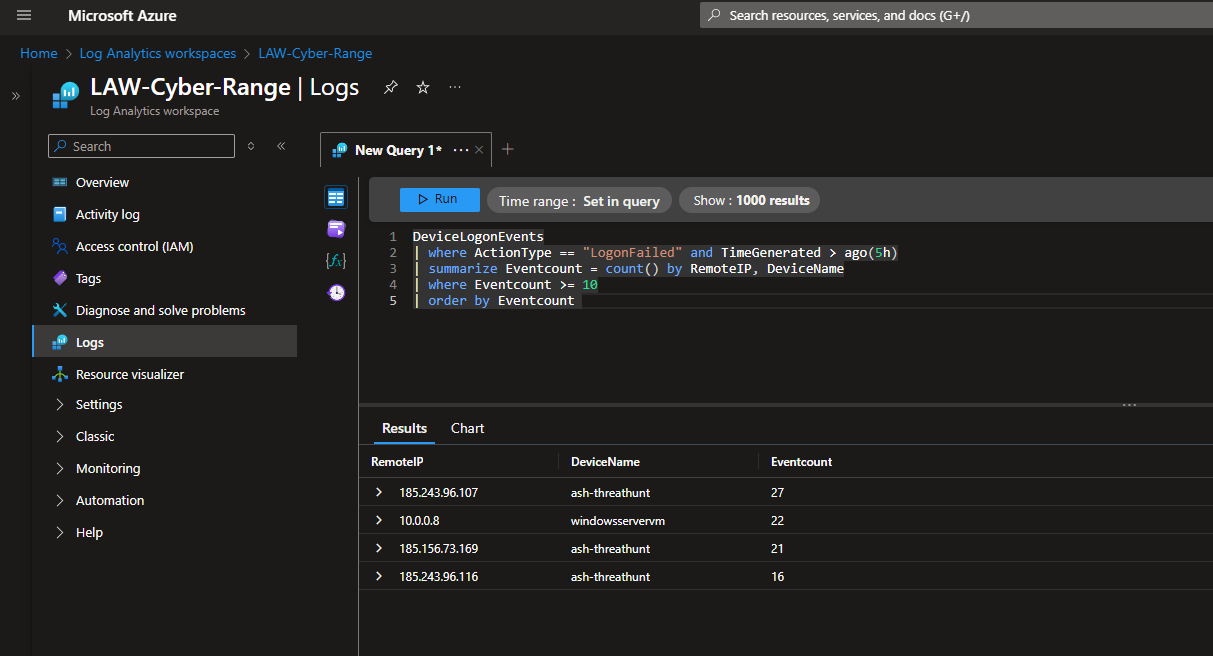 Microsoft Azure
Search resources, services, and docs (G+/)
Home > Log Analytics workspaces > LAW-Cyber-Range
LAW-Cyber-Range | Logs
Log Analytics workspace
Search
Overview
Activity log
Access control (IAM)
Tags
Diagnose and solve problems
Logs
Resource visualizer
Settings
Classic
Monitoring
Automation
Help
New Query 1*
Run
Time range : Set in query
Show : 1000 results
1 DeviceLogonEvents
2 | where ActionType == "LogonFailed" and TimeGenerated > ago(5h)
3 | summarize Eventcount = count() by RemoteIP, DeviceName
4 | where Eventcount >= 10
5 | order by Eventcount
Results Chart
RemoteIP DeviceName Eventcount
185.243.96.107 ash-threathunt 27
10.0.0.8 windowsservervm 22
185.156.73.169 ash-threathunt 21
185.243.96.116 ash-threathunt 16